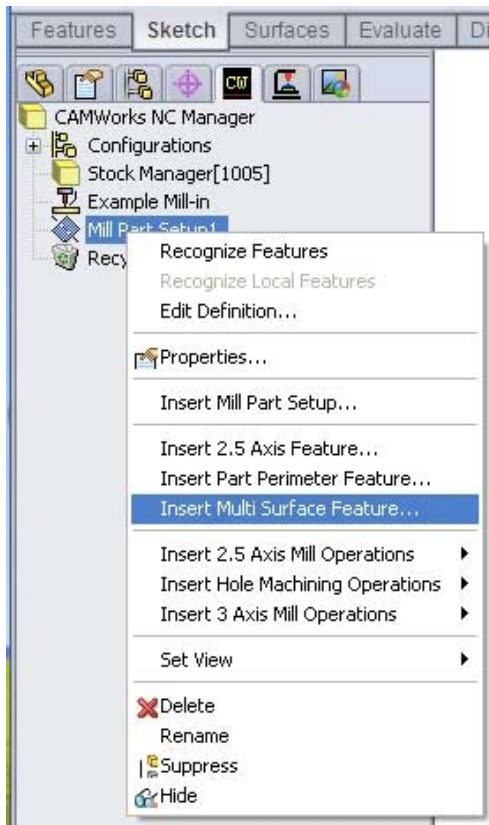 Features Sketch Surfaces Evaluate Di
CW
CAMWorks NC Manager
Configurations
Stock Manager[1005]
Example Mill-in
Mill Part Setup1
Recy
Recognize Features
Recognize Local Features
Edit Definition...
Properties...
Insert Mill Part Setup...
Insert 2.5 Axis Feature...
Insert Part Perimeter Feature...
Insert Multi Surface Feature...
Insert 2.5 Axis Mill Operations
Insert Hole Machining Operations
Insert 3 Axis Mill Operations
Set View
Delete
Rename
Suppress
Hide